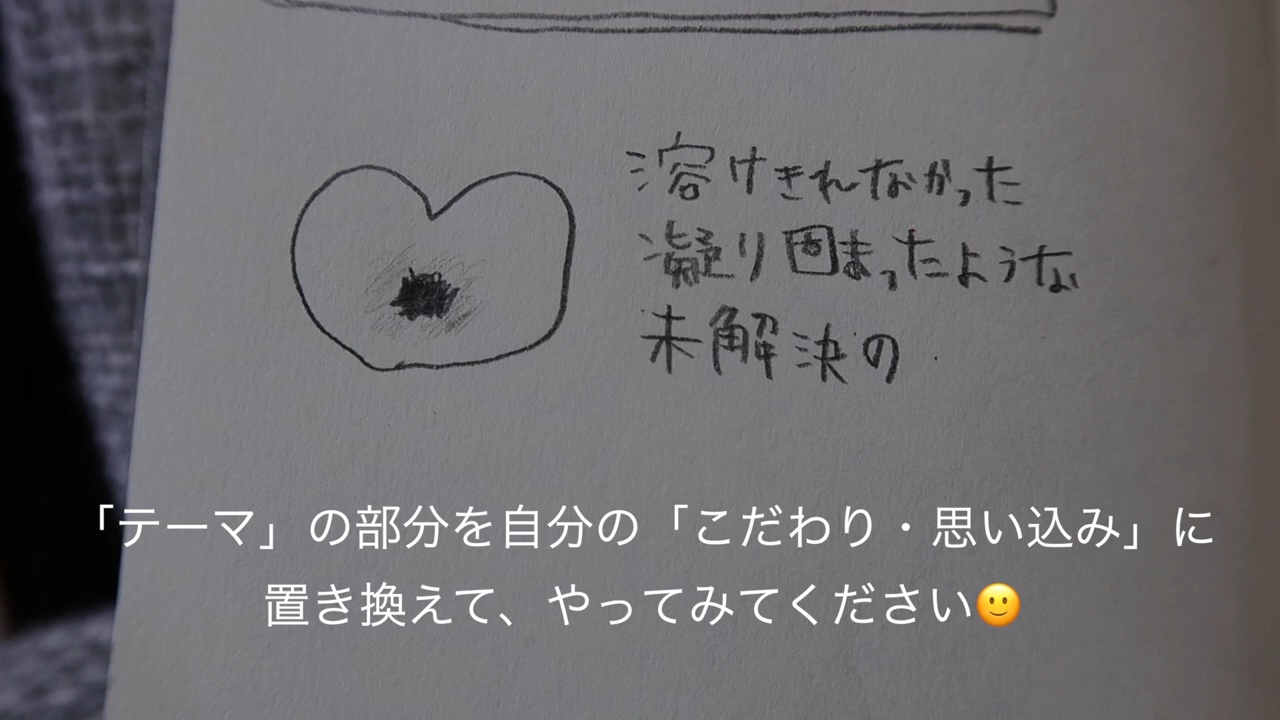 溶けきれなかった
凝り固まったような
未解決の
「テーマ」の部分を自分の「こだわり・思い込み」に
置き換えて、やってみてください🙂